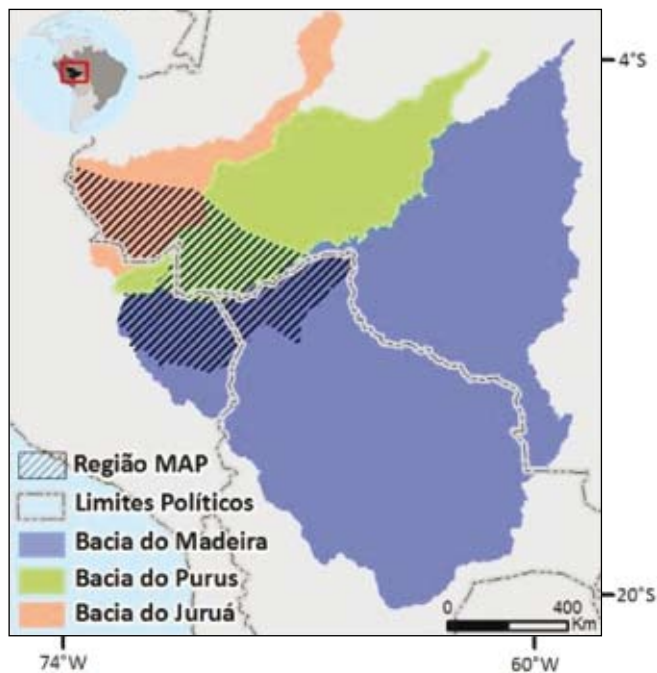 4°S
Região MAP
Limites Políticos
Bacia do Madeira
Bacia do Purus
Bacia do Juruá
0 400
Km
20°S
74°W 60°W